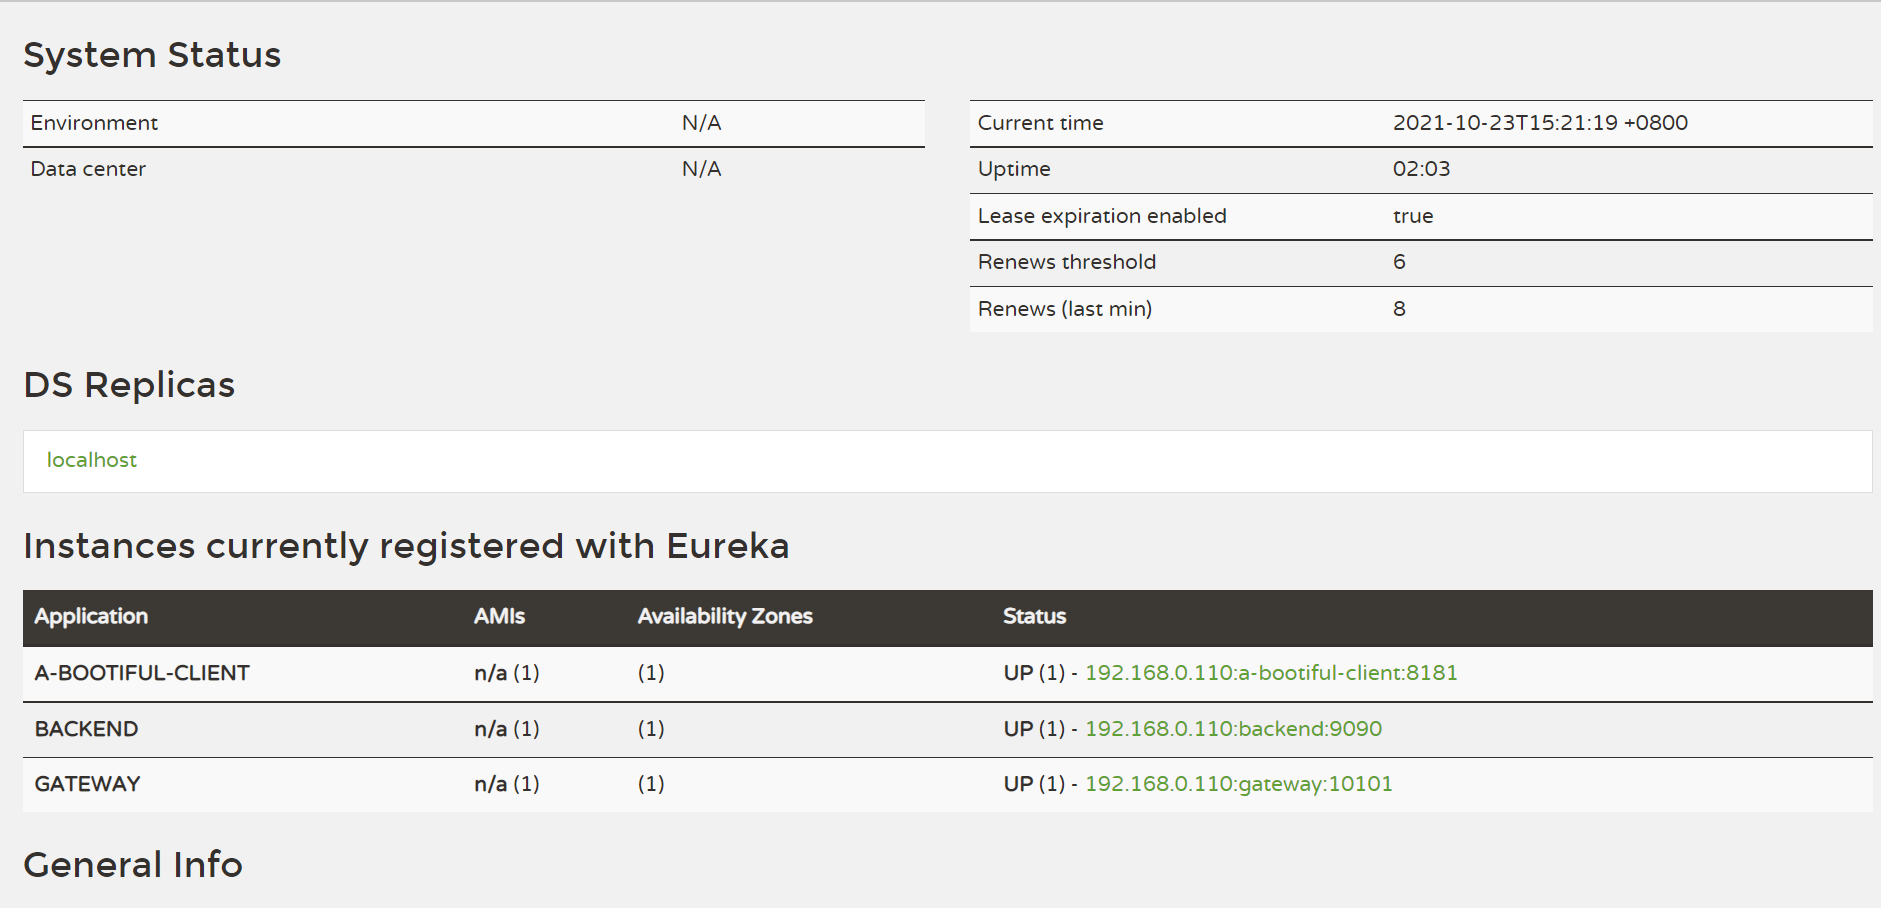 System Status
Environment N/A
Data center N/A
Current time 2021-10-23T15:21:19 +0800
Uptime 02:03
Lease expiration enabled true
Renews threshold 6
Renews (last min) 8
DS Replicas
localhost
Instances currently registered with Eureka
Application AMIs Availability Zones Status
A-BOOTIFUL-CLIENT n/a (1) (1) UP (1) - 192.168.0.110:a-bootiful-client:8181
BACKEND n/a (1) (1) UP (1) - 192.168.0.110:backend:9090
GATEWAY n/a (1) (1) UP (1) - 192.168.0.110:gateway:10101
General Info